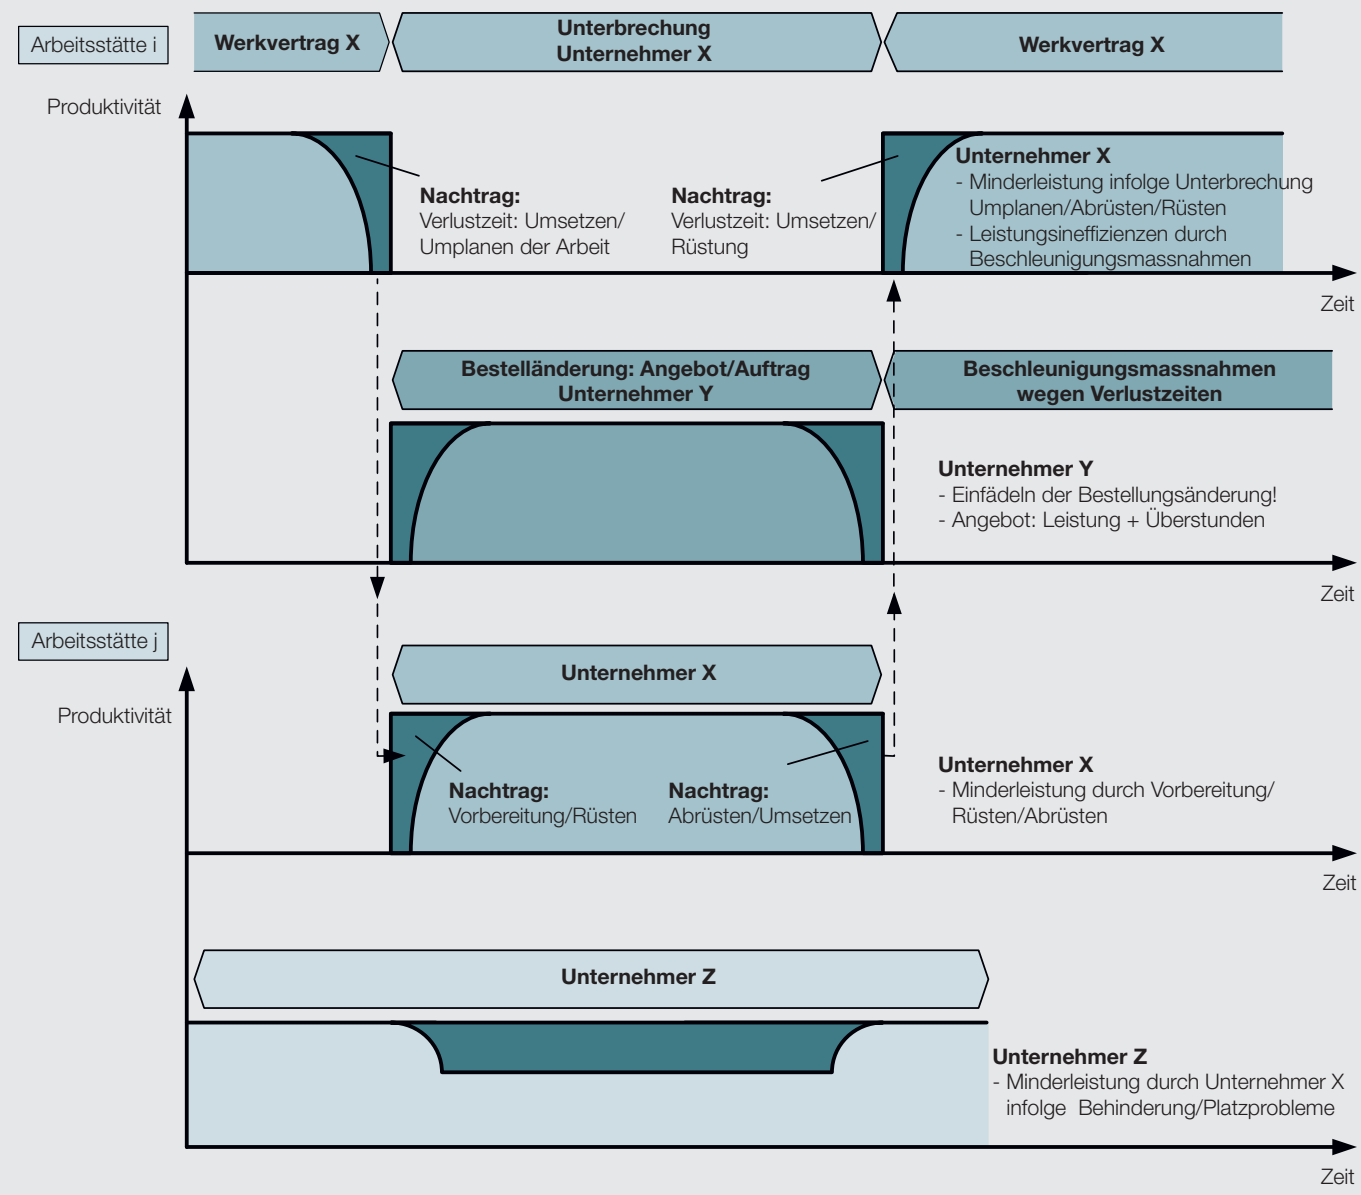 Arbeitsstätte i
Werkvertrag X
Unterbrechung
Unternehmer X
Werkvertrag X
Produktivität
Nachtrag:
Verlustzeit: Umsetzen/
Umplanen der Arbeit
Nachtrag:
Verlustzeit: Umsetzen/
Rüstung
Unternehmer X
- Minderleistung infolge Unterbrechung
Umplanen/Abrüsten/Rüsten
- Leistungsineffizienzen durch
Beschleunigungsmassnahmen
Zeit
Bestelländerung: Angebot/Auftrag
Unternehmer Y
Beschleunigungsmassnahmen
wegen Verlustzeiten
Unternehmer Y
- Einfädeln der Bestellungsänderung!
- Angebot: Leistung + Überstunden
Zeit
Arbeitsstätte j
Unternehmer X
Produktivität
Nachtrag:
Vorbereitung/Rüsten
Nachtrag:
Abrüsten/Umsetzen
Unternehmer X
- Minderleistung durch Vorbereitung/
Rüsten/Abrüsten
Zeit
Unternehmer Z
Unternehmer Z
- Minderleistung durch Unternehmer X
infolge Behinderung/Platzprobleme
Zeit